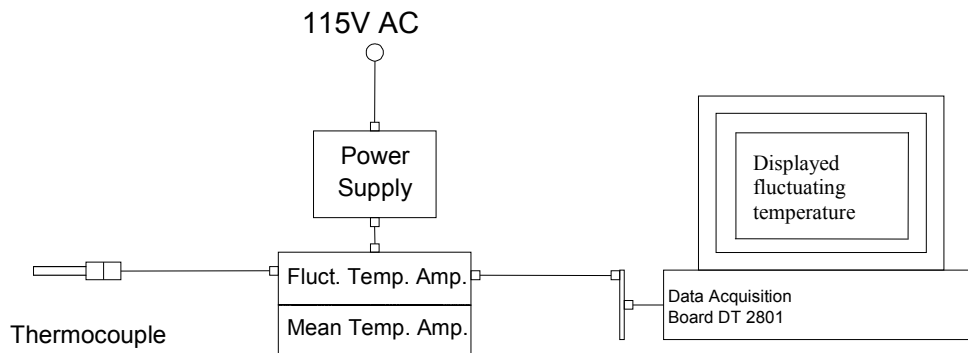 115V AC
Power
Supply
Displayed
fluctuating
temperature
Fluct. Temp. Amp.
Data Acquisition
Board DT 2801
Mean Temp. Amp.
Thermocouple